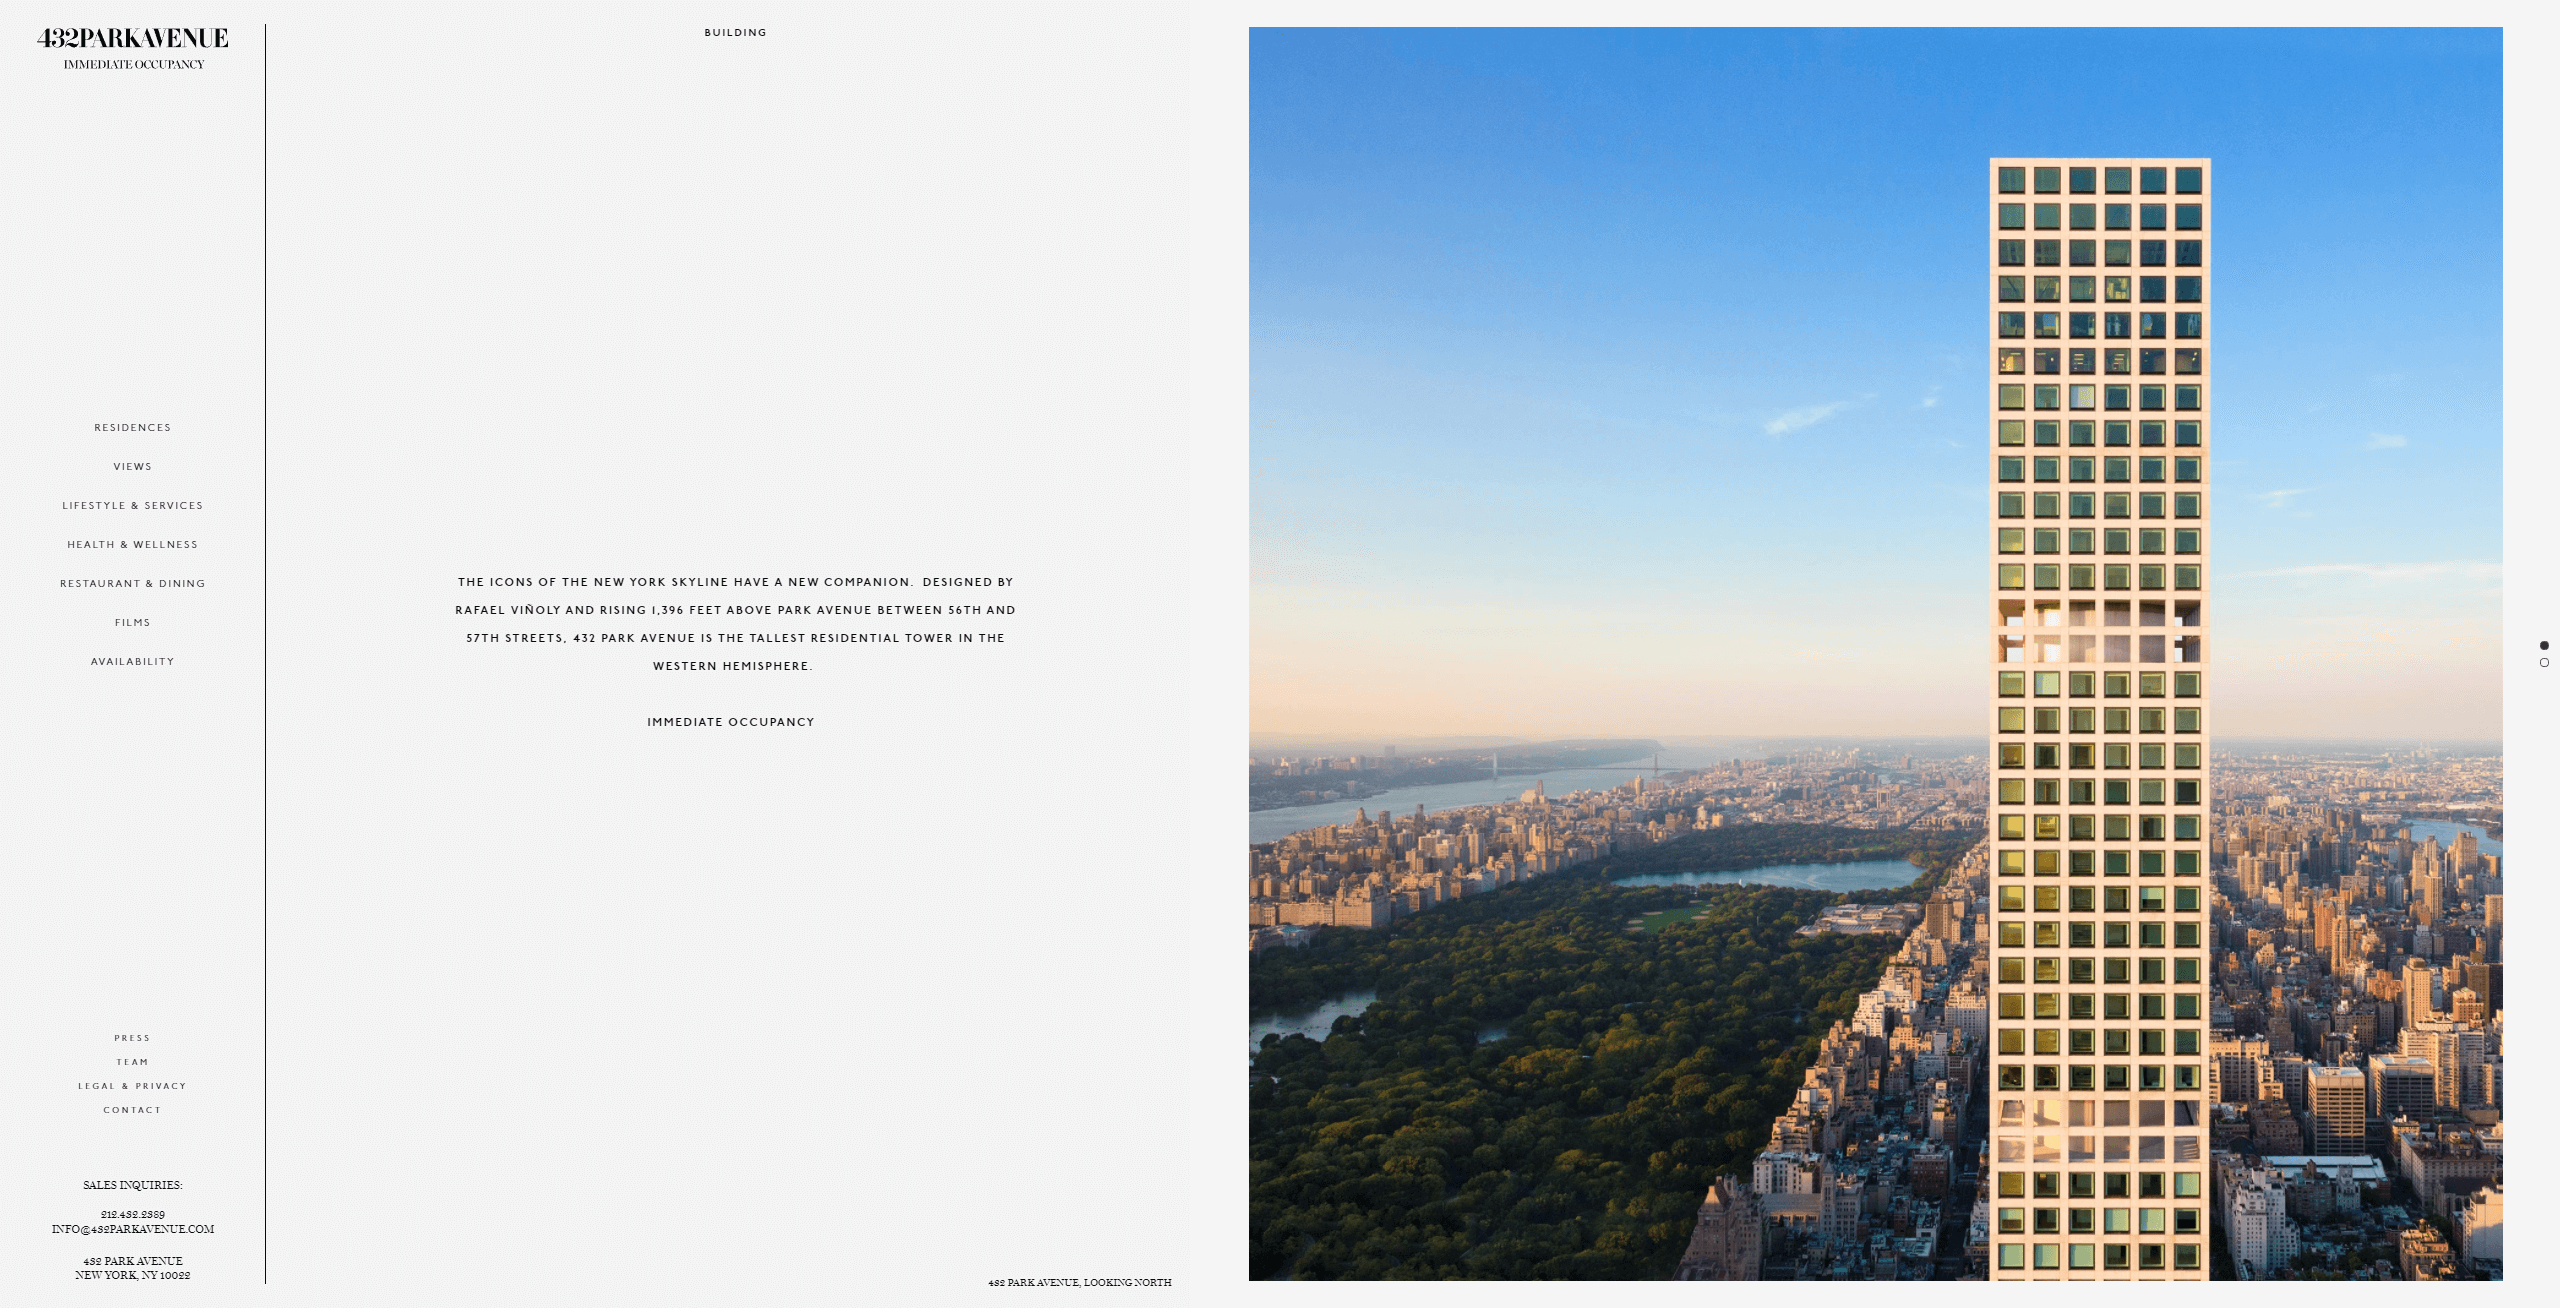 432PARKAVENUE
IMMEDIATE OCCUPANCY
RESIDENCES
VIEWS
LIFESTYLE & SERVICES
HEALTH & WELLNESS
RESTAURANT & DINING
FILMS
AVAILABILITY
PRESS
TEAM
LEGAL & PRIVACY
CONTACT
SALES INQUIRIES:
212.432.2389
INFO@432PARKAVENUE.COM
432 PARK AVENUE
NEW YORK, NY 10022
BUILDING
THE ICONS OF THE NEW YORK SKYLINE HAVE A NEW COMPANION. DESIGNED BY
RAFAEL VIÑOLY AND RISING 1,396 FEET ABOVE PARK AVENUE BETWEEN 56TH AND
57TH STREETS, 432 PARK AVENUE IS THE TALLEST RESIDENTIAL TOWER IN THE
WESTERN HEMISPHERE.
IMMEDIATE OCCUPANCY
432 PARK AVENUE, LOOKING NORTH